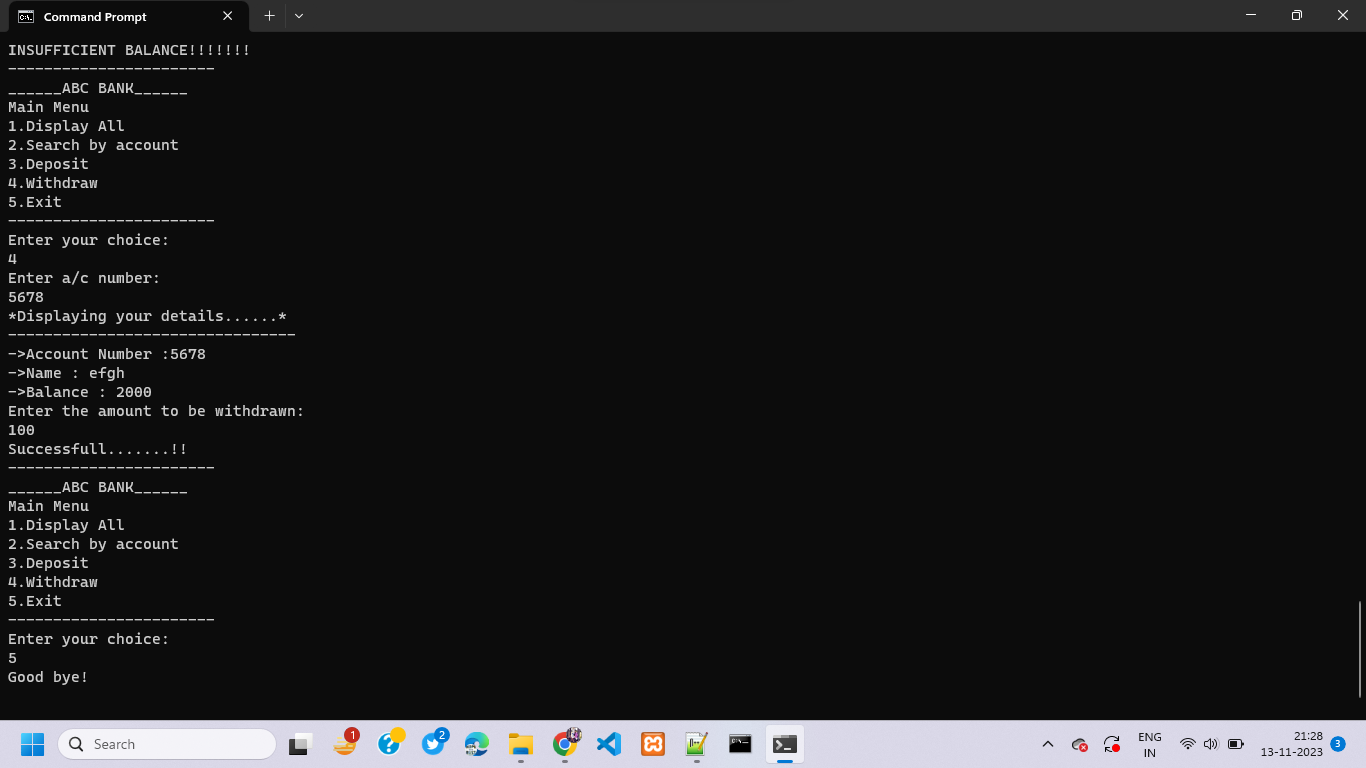 Command Prompt
INSUFFICIENT BALANCE!!!!!!!
-----------------------
______ABC BANK______
Main Menu
1.Display All
2.Search by account
3.Deposit
4.Withdraw
5.Exit
-----------------------
Enter your choice:
4
Enter a/c number:
5678
*Displaying your details......*
--------------------------------
->Account Number :5678
->Name : efgh
->Balance : 2000
Enter the amount to be withdrawn:
100
Successfull.......!!
-----------------------
______ABC BANK______
Main Menu
1.Display All
2.Search by account
3.Deposit
4.Withdraw
5.Exit
-----------------------
Enter your choice:
5
Good bye!
Search
1
2
ENG
IN
21:28
13-11-2023
3